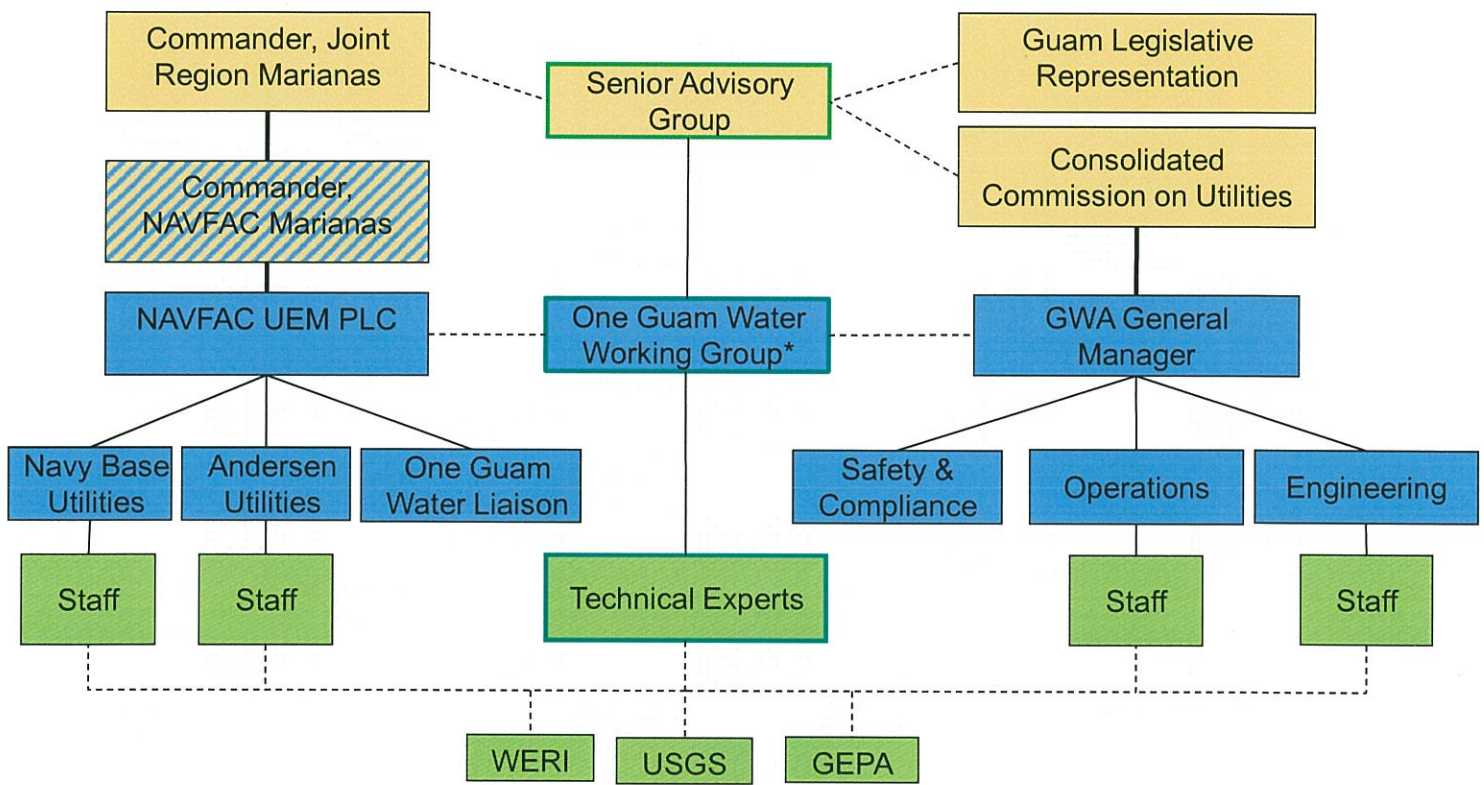 Commander, Joint
Region Marianas
Senior Advisory
Group
Guam Legislative
Representation
Consolidated
Commission on Utilities
Commander,
NAVFAC Marianas
NAVFAC UEM PLC
One Guam Water
Working Group*
GWA General
Manager
Navy Base
Utilities
Andersen
Utilities
One Guam
Water Liaison
Safety &
Compliance
Operations
Engineering
Staff
Staff
Technical Experts
Staff
Staff
WERI
USGS
GEPA